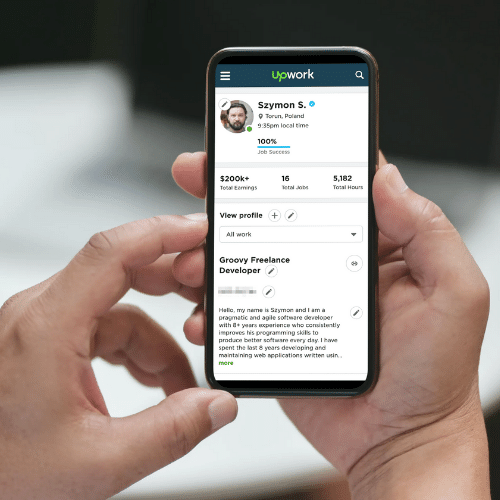 Upwork
Szymon S.
Torun, Poland
9:35pm local time
100%
Job Success
$200k+ 16 5,182
Total Earnings Total Jobs Total Hours
View profile
All work
Groovy Freelance
Developer
Hello, my name is Szymon and I am a
pragmatic and agile software developer
with 8+ years experience who consistently
improves his programming skills to
produce better software every day. I have
spent the last 8 years developing and
maintaining web applications written usin...
more